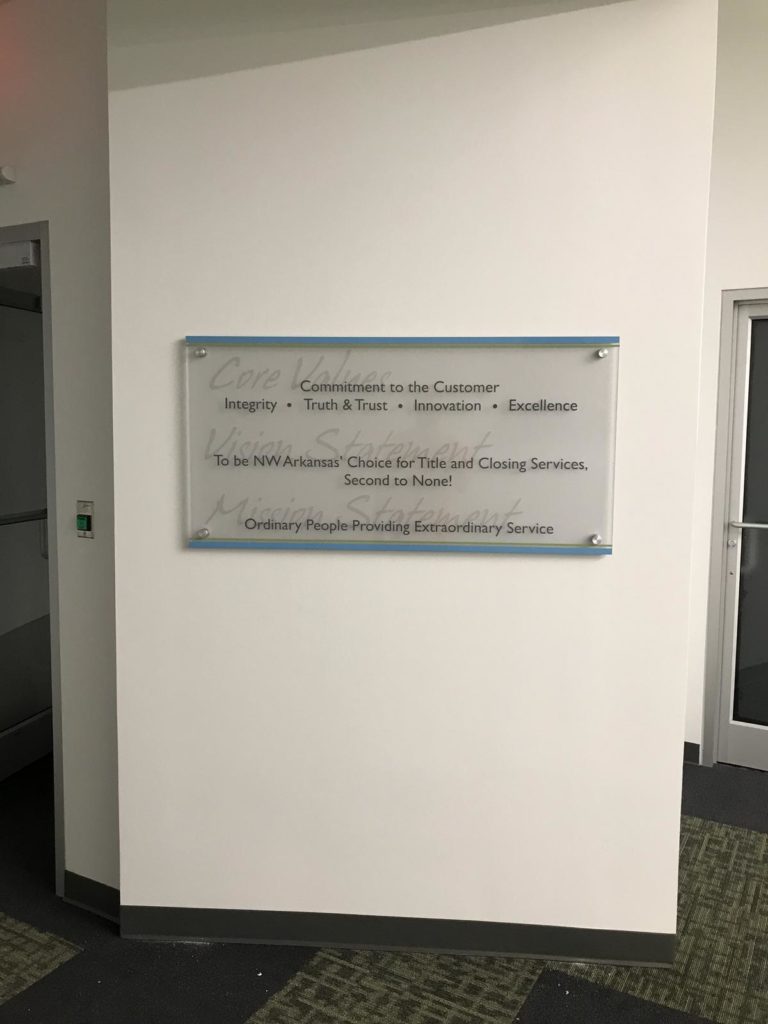 Core Values
Commitment to the Customer
Integrity • Truth & Trust • Innovation • Excellence
Vision Statement
To be NW Arkansas' Choice for Title and Closing Services,
Second to None!
Mission Statement
Ordinary People Providing Extraordinary Service